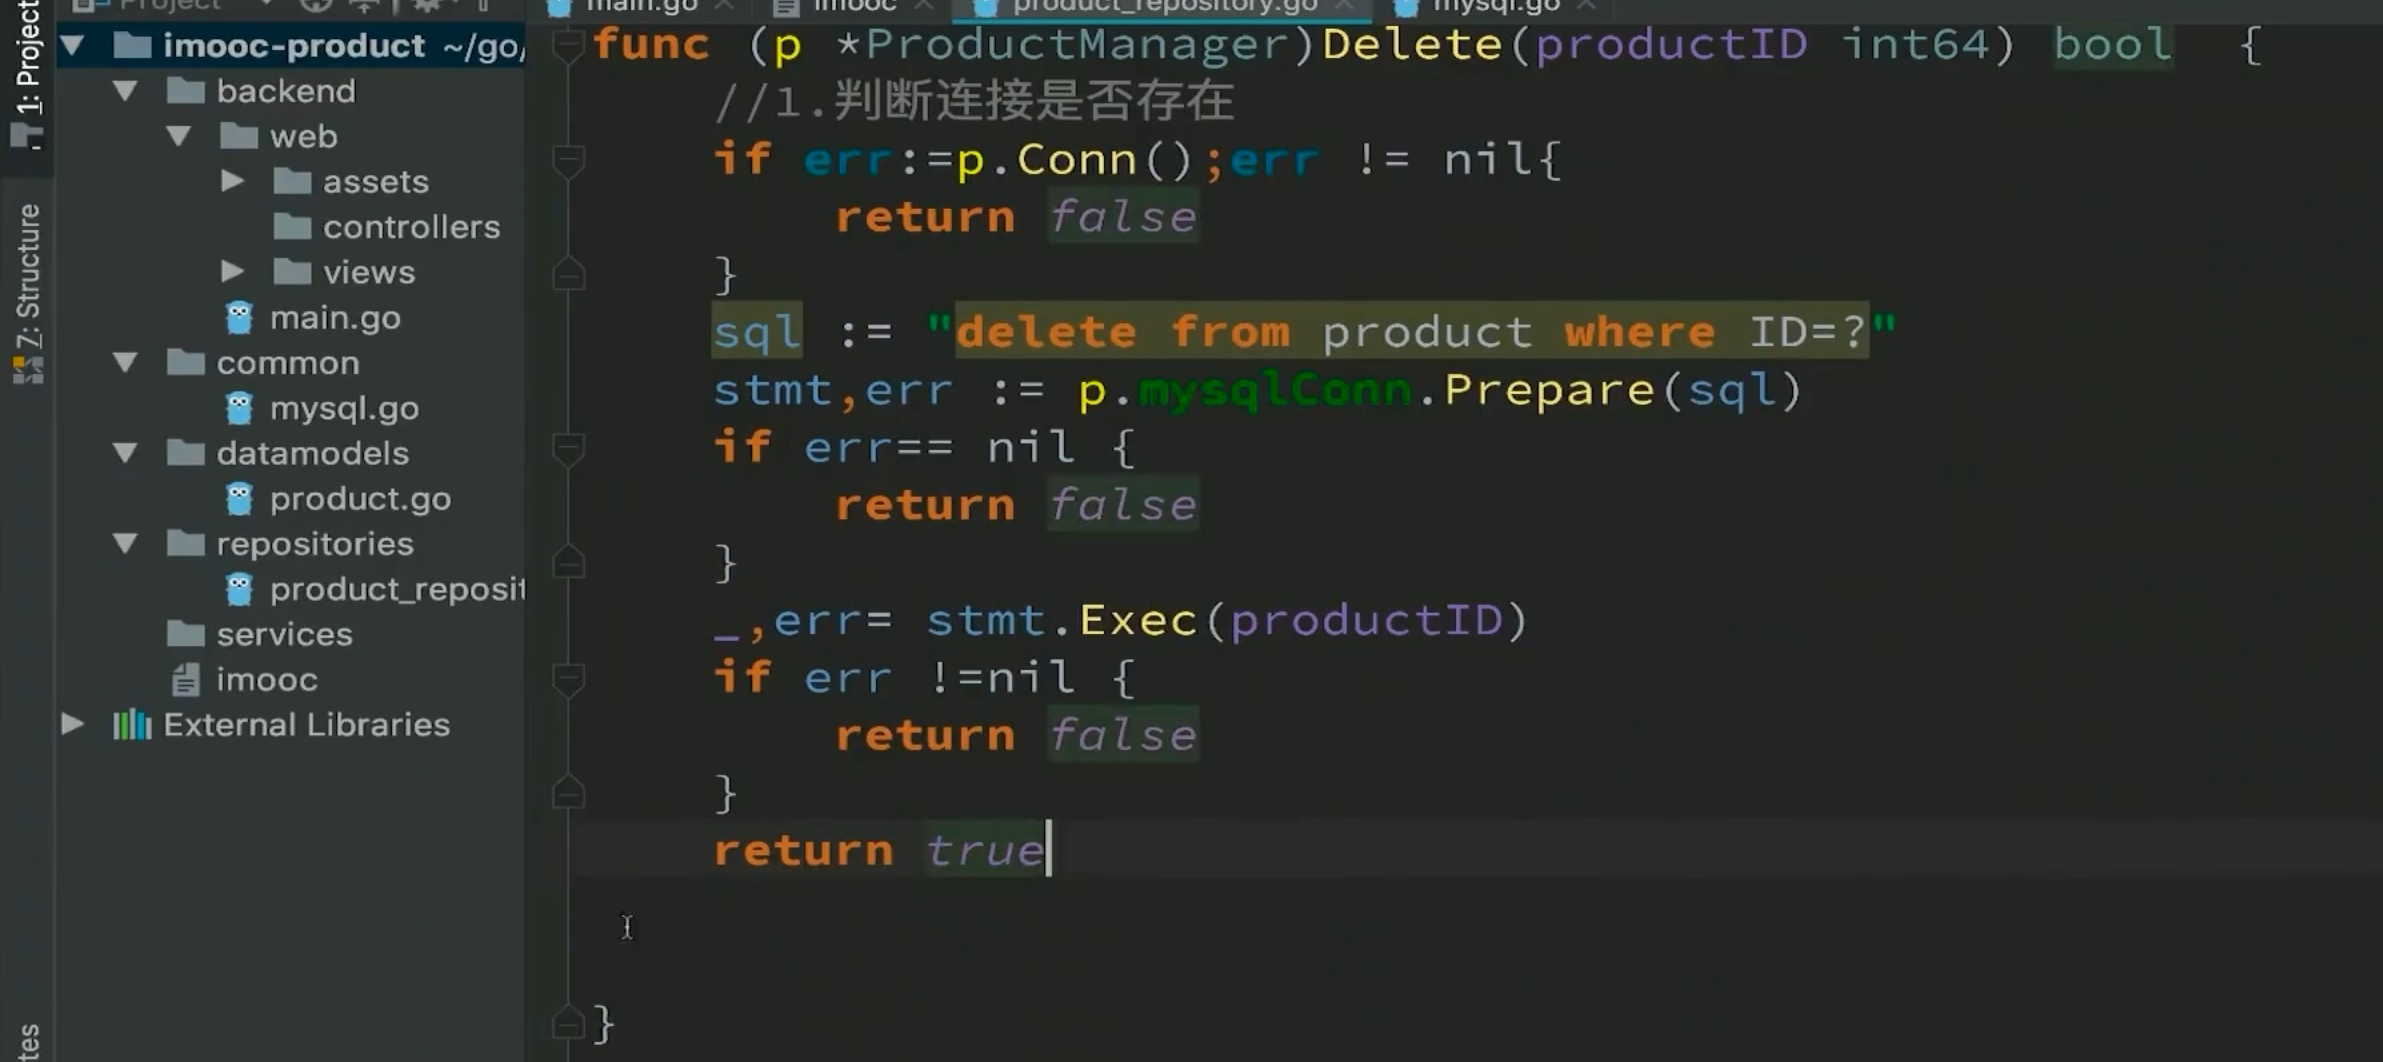 Project
main.go
imooc
product_repository.go
mysql.go
1: Project
Z: Structure
imooc-product ~/go/
backend
web
assets
controllers
views
main.go
common
mysql.go
datamodels
product.go
repositories
product_reposit
services
imooc
External Libraries
func (p *ProductManager)Delete(productID int64) bool {
//1.判断连接是否存在
if err:=p.Conn();err != nil{
return false
}
sql := "delete from product where ID=?"
stmt,err := p.mysqlConn.Prepare(sql)
if err== nil {
return false
}
_,err= stmt.Exec(productID)
if err !=nil {
return false
}
return true
}